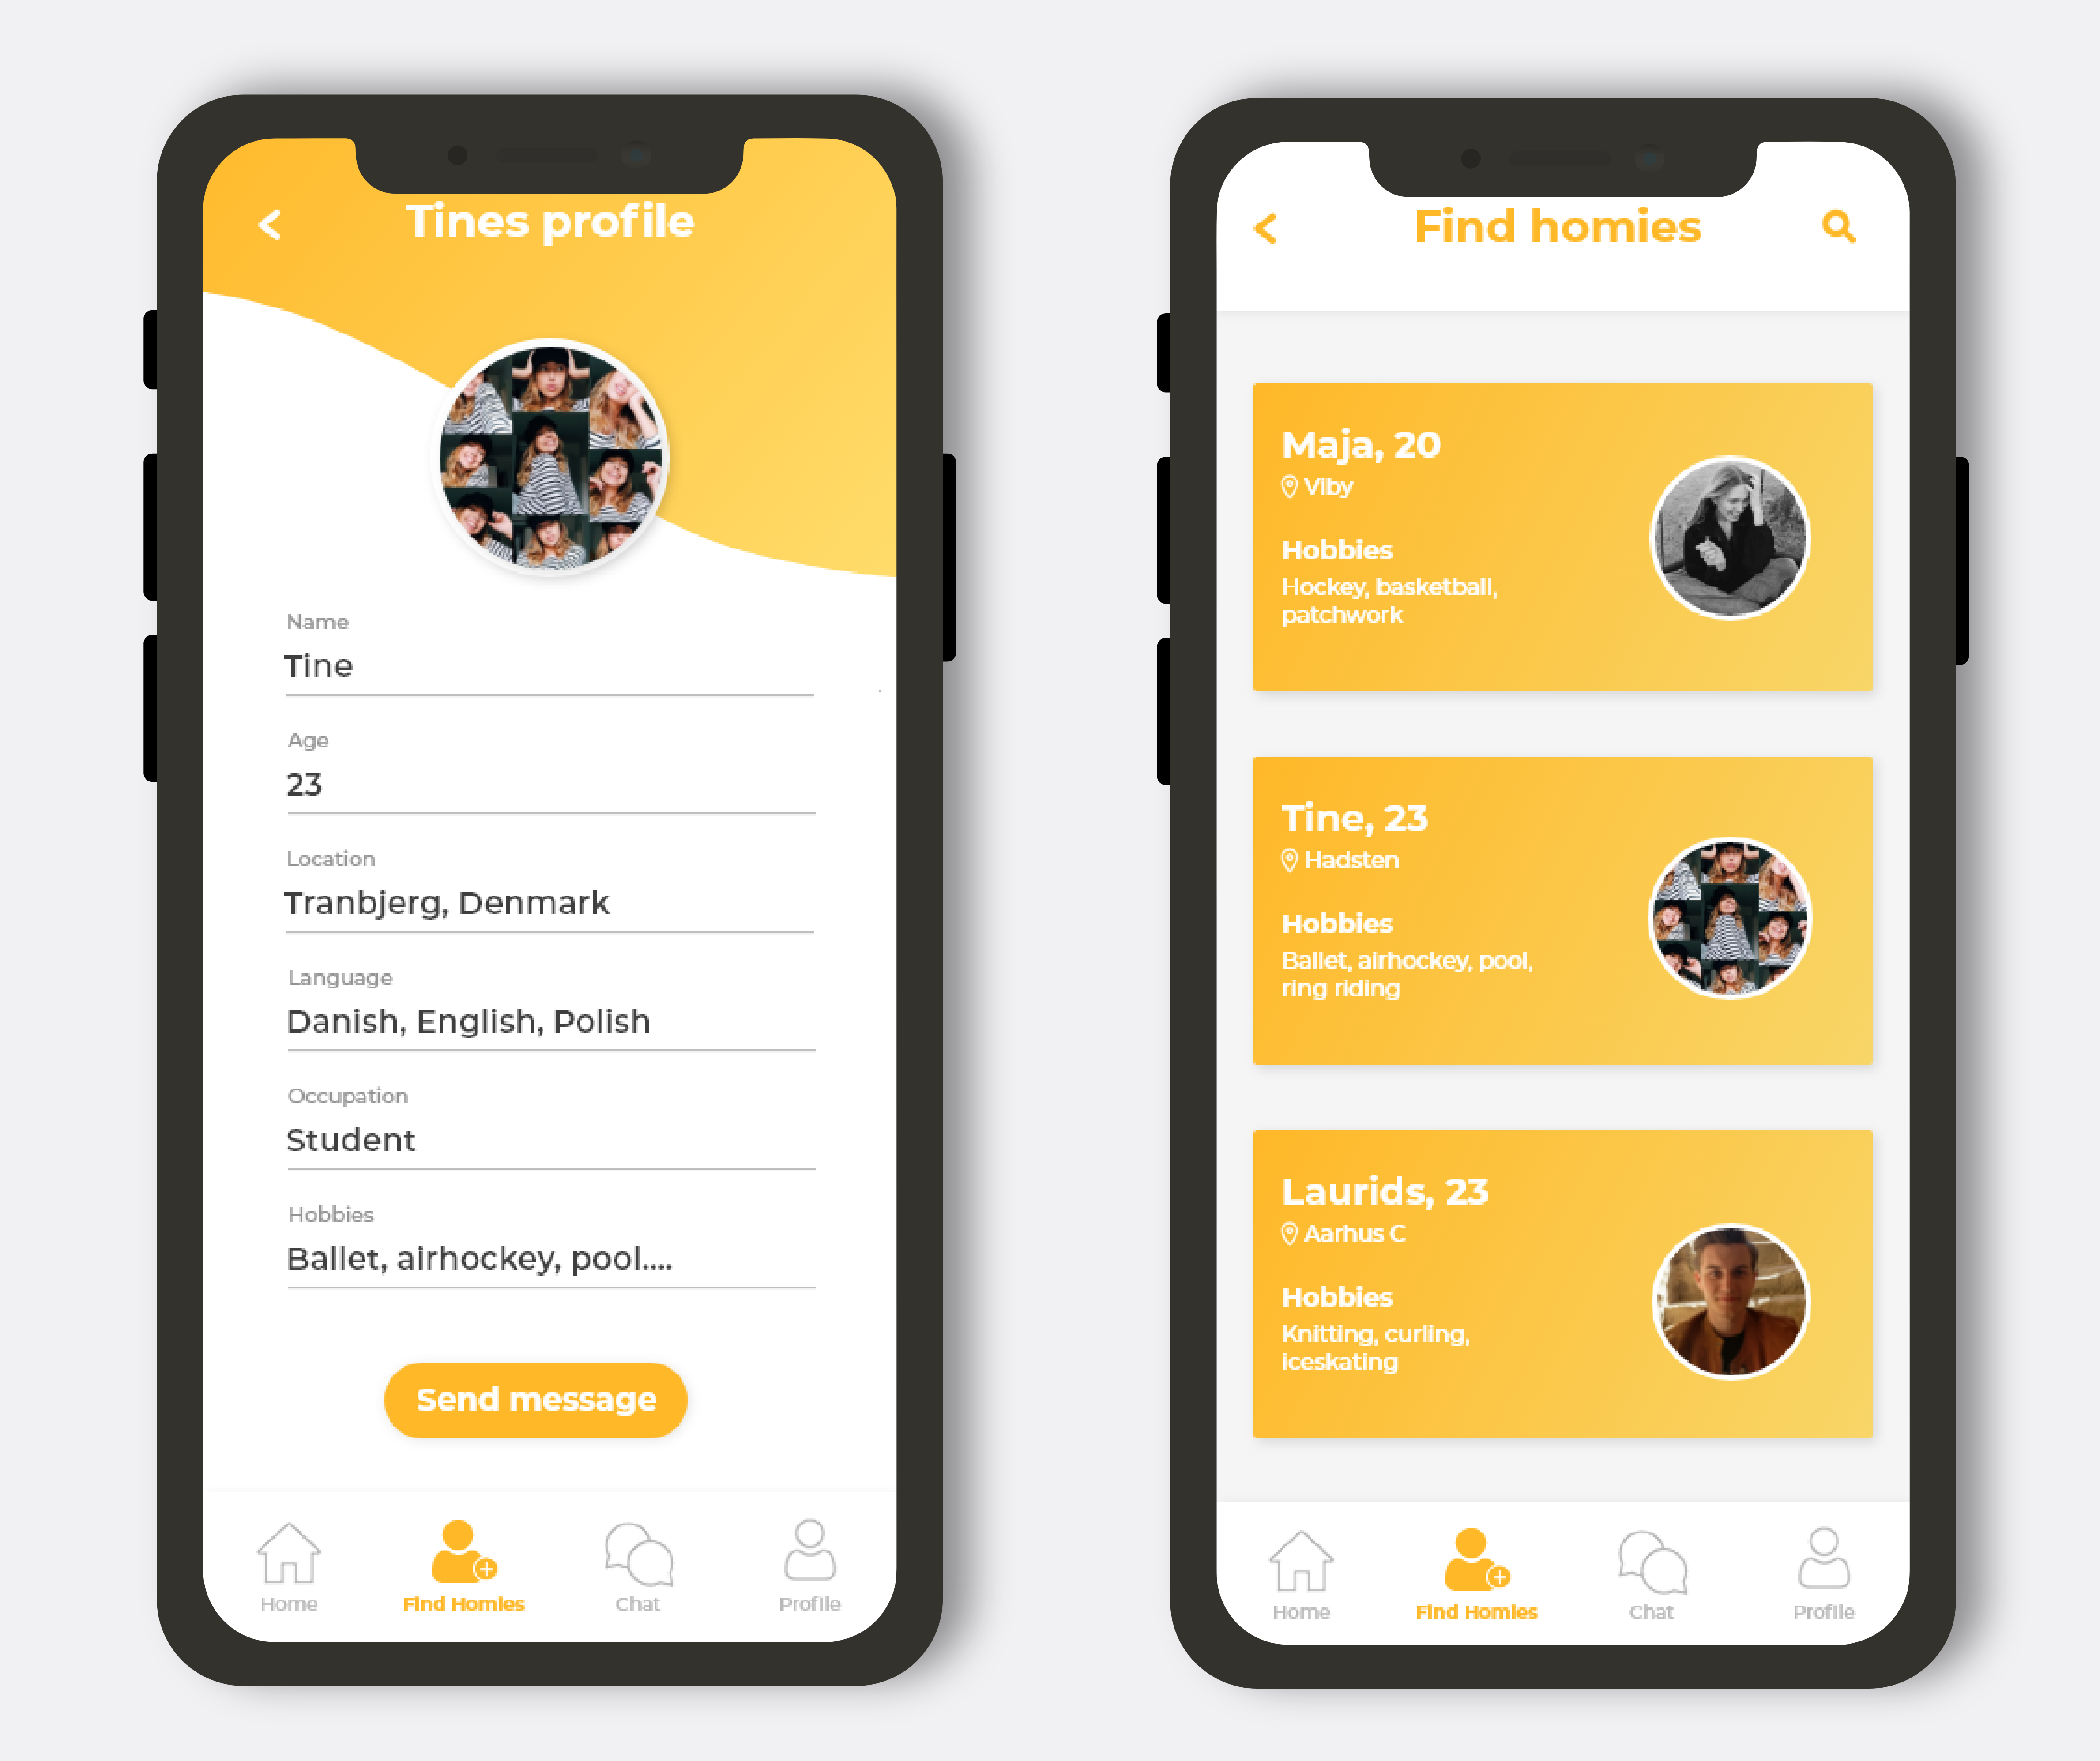 Tines profile
Name
Tine
Age
23
Location
Tranbjerg, Denmark
Language
Danish, English, Polish
Occupation
Student
Hobbies
Ballet, airhockey, pool....
Send message
Home
Find Homies
Chat
Profile
Find homies
Maja, 20
Viby
Hobbies
Hockey, basketball,
patchwork
Tine, 23
Hadsten
Hobbies
Ballet, airhockey, pool,
ring riding
Laurids, 23
Aarhus C
Hobbies
Knitting, curling,
iceskating
Home
Find Homies
Chat
Profile